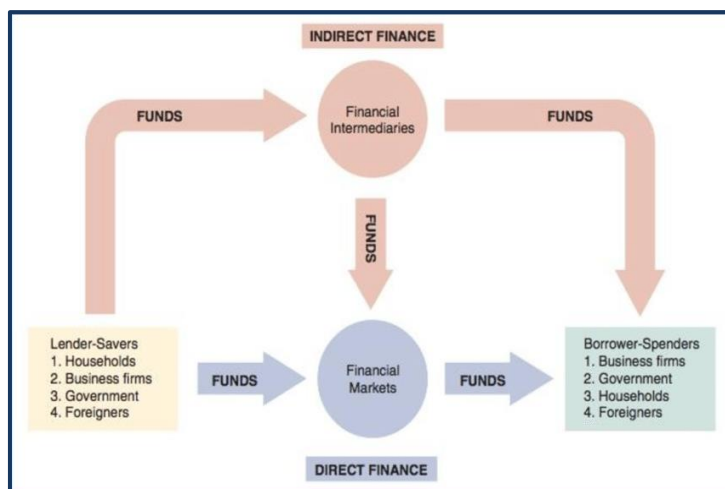 INDIRECT FINANCE
FUNDS
Financial
Intermediaries
FUNDS
FUNDS
Lender-Savers
1. Households
2. Business firms
3. Government
4. Foreigners
FUNDS
Financial
Markets
FUNDS
Borrower-Spenders
1. Business firms
2. Government
3. Households
4. Foreigners
DIRECT FINANCE